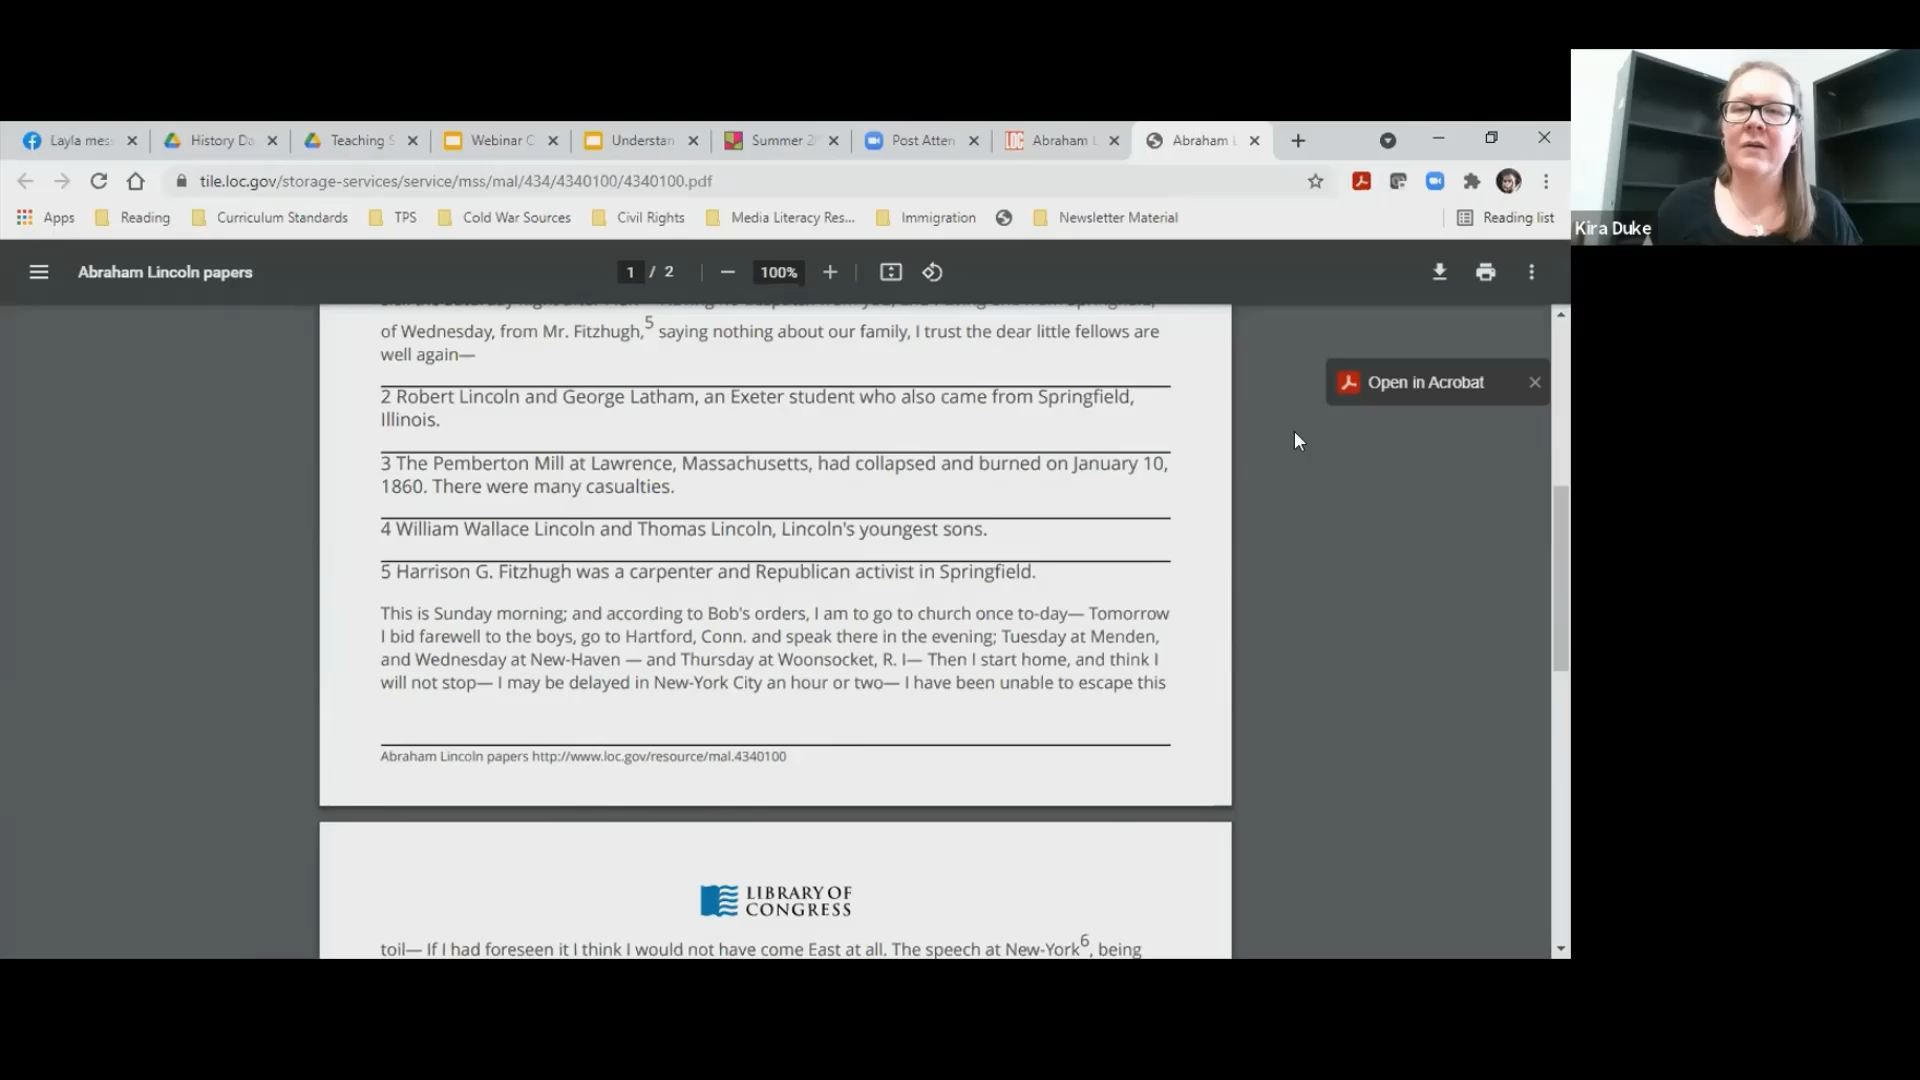 Layla mes
History Da
Teaching S
Webinar C
Understan
Summer 2
Post Atten
LOC
Abraham L
Abraham L
tile.loc.gov/storage-services/service/mss/mal/434/4340100/4340100.pdf
Apps
Reading
Curriculum Standards
TPS
Cold War Sources
Civil Rights
Media Literacy Res...
Immigration
Newsletter Material
Reading list
Kira Duke
Abraham Lincoln papers
1 / 2
100%
Open in Acrobat
of Wednesday, from Mr. Fitzhugh,5 saying nothing about our family, I trust the dear little fellows are
well again—
2 Robert Lincoln and George Latham, an Exeter student who also came from Springfield,
Illinois.
3 The Pemberton Mill at Lawrence, Massachusetts, had collapsed and burned on January 10,
1860. There were many casualties.
4 William Wallace Lincoln and Thomas Lincoln, Lincoln's youngest sons.
5 Harrison G. Fitzhugh was a carpenter and Republican activist in Springfield.
This is Sunday morning; and according to Bob's orders, I am to go to church once to-day— Tomorrow
I bid farewell to the boys, go to Hartford, Conn. and speak there in the evening; Tuesday at Menden,
and Wednesday at New-Haven — and Thursday at Woonsocket, R. I— Then I start home, and think I
will not stop— I may be delayed in New-York City an hour or two— I have been unable to escape this
Abraham Lincoln papers http://www.loc.gov/resource/mal.4340100
LIBRARY OF
CONGRESS
toil— If I had foreseen it I think I would not have come East at all. The speech at New-York6, being